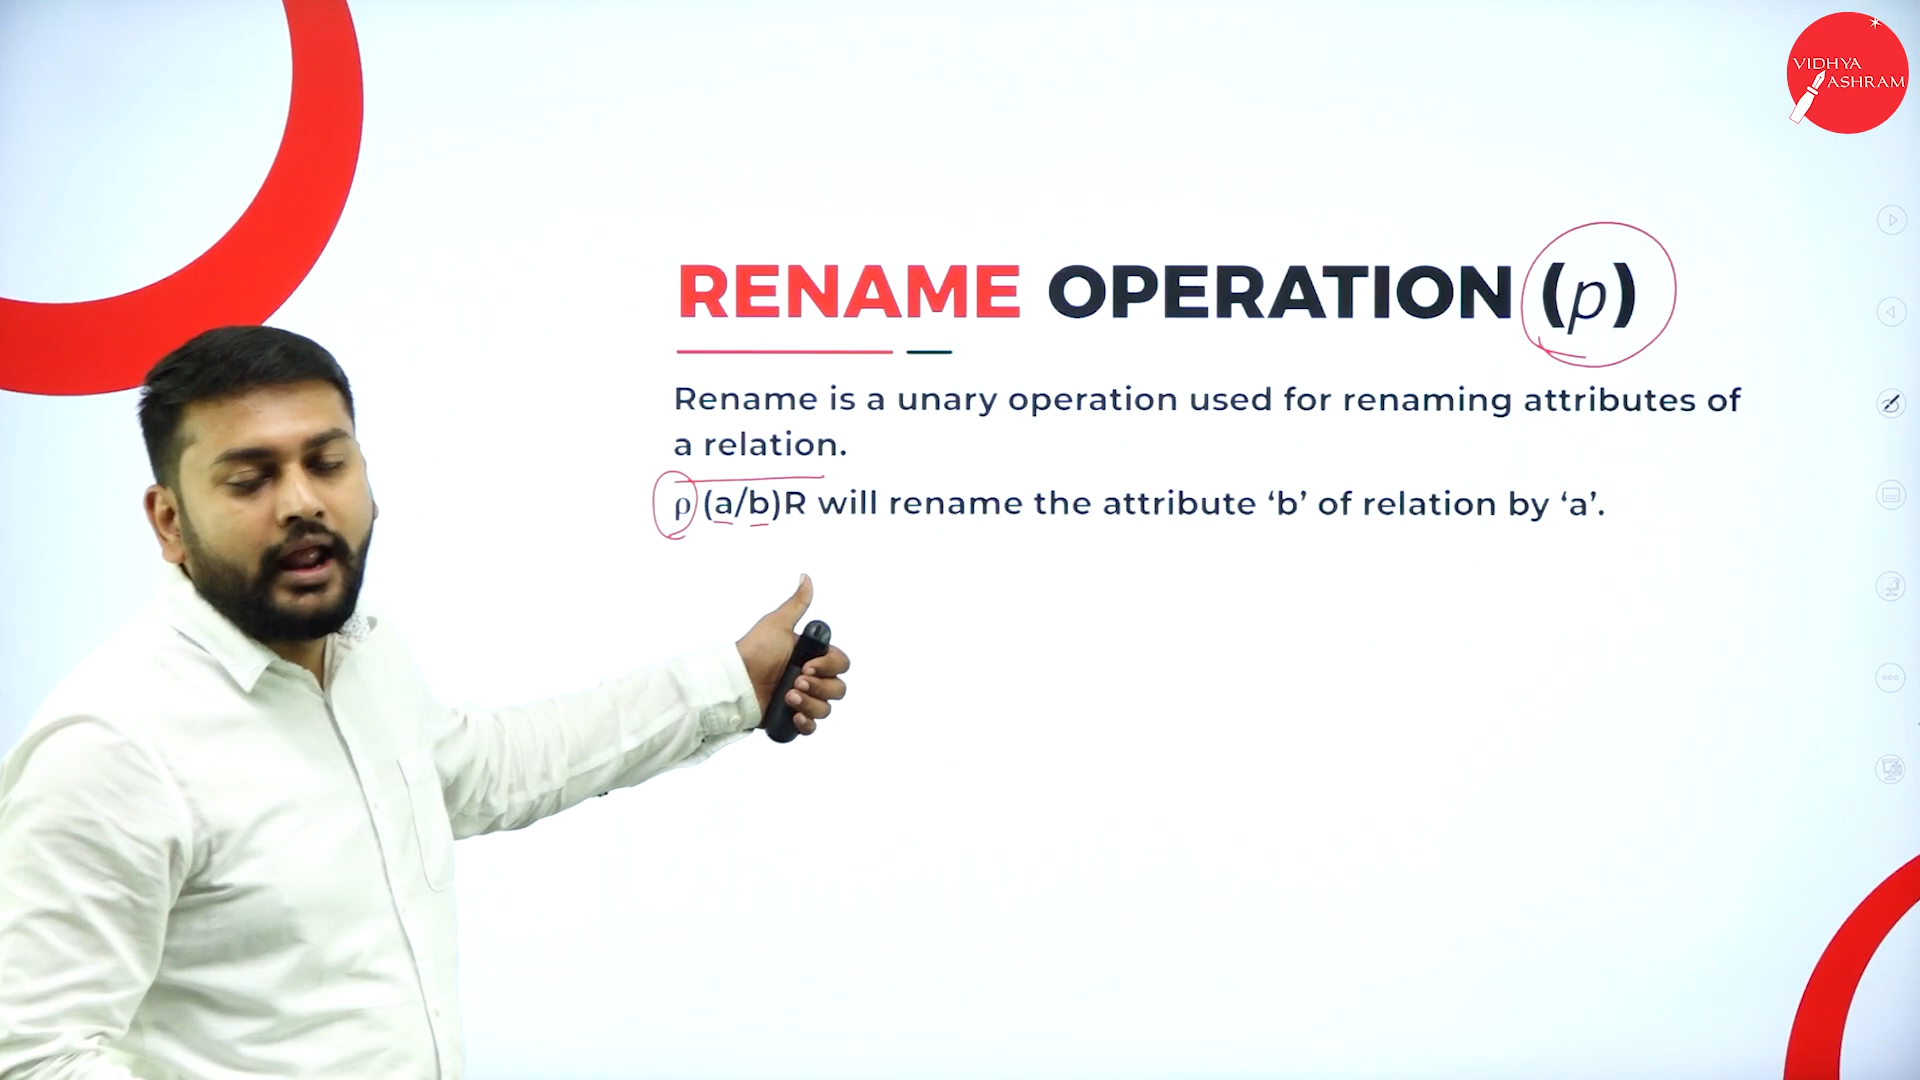 VIDHYA
ASHRAM
RENAME OPERATION (p)
Rename is a unary operation used for renaming attributes of
a relation.
ρ (a/b)R will rename the attribute ‘b’ of relation by ‘a’.